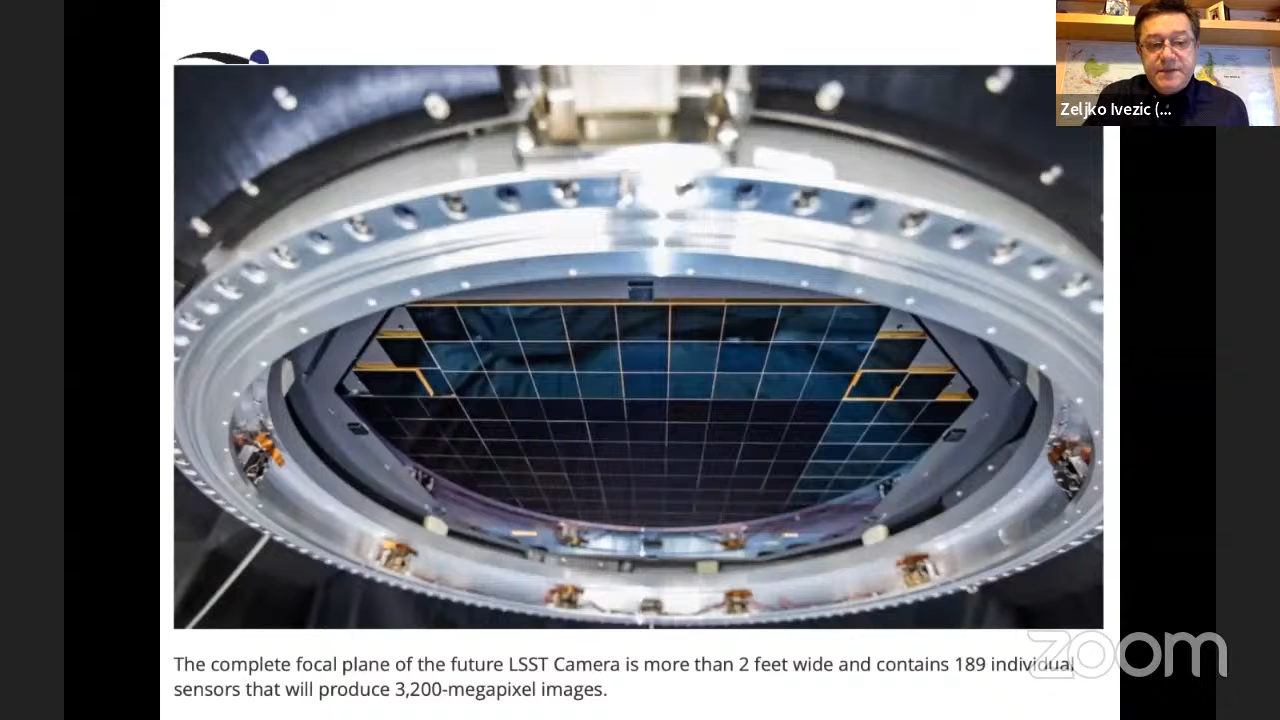 Zeljko Ivezic (...
The complete focal plane of the future LSST Camera is more than 2 feet wide and contains 189 individual
sensors that will produce 3,200-megapixel images.
zoom